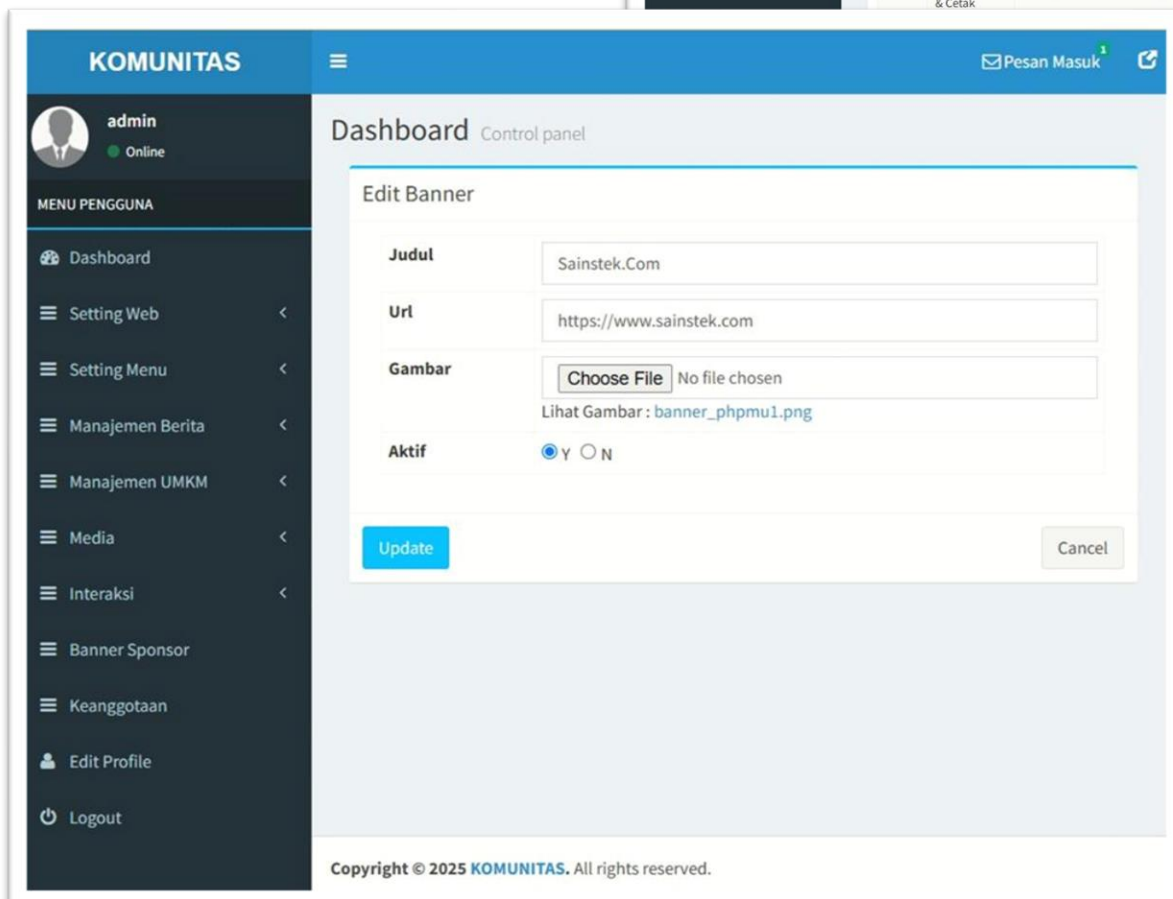 & Cetak
KOMUNITAS
Pesan Masuk 1
admin
Online
MENU PENGGUNA
Dashboard
Setting Web
Setting Menu
Manajemen Berita
Manajemen UMKM
Media
Interaksi
Banner Sponsor
Keanggotaan
Edit Profile
Logout
Dashboard Control panel
Edit Banner
Judul Sainstek.Com
Url https://www.sainstek.com
Gambar Choose File No file chosen
Lihat Gambar : banner_phpmu1.png
Aktif Y N
Update Cancel
Copyright © 2025 KOMUNITAS. All rights reserved.